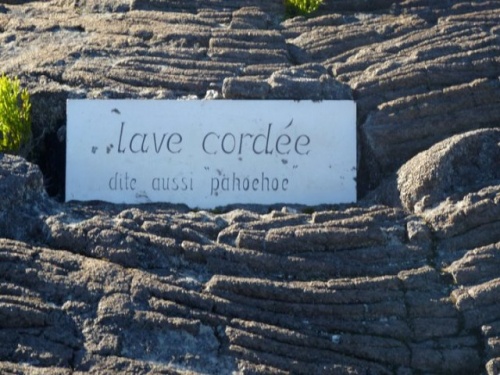 ..lave cordée
dite aussi pahoehoe